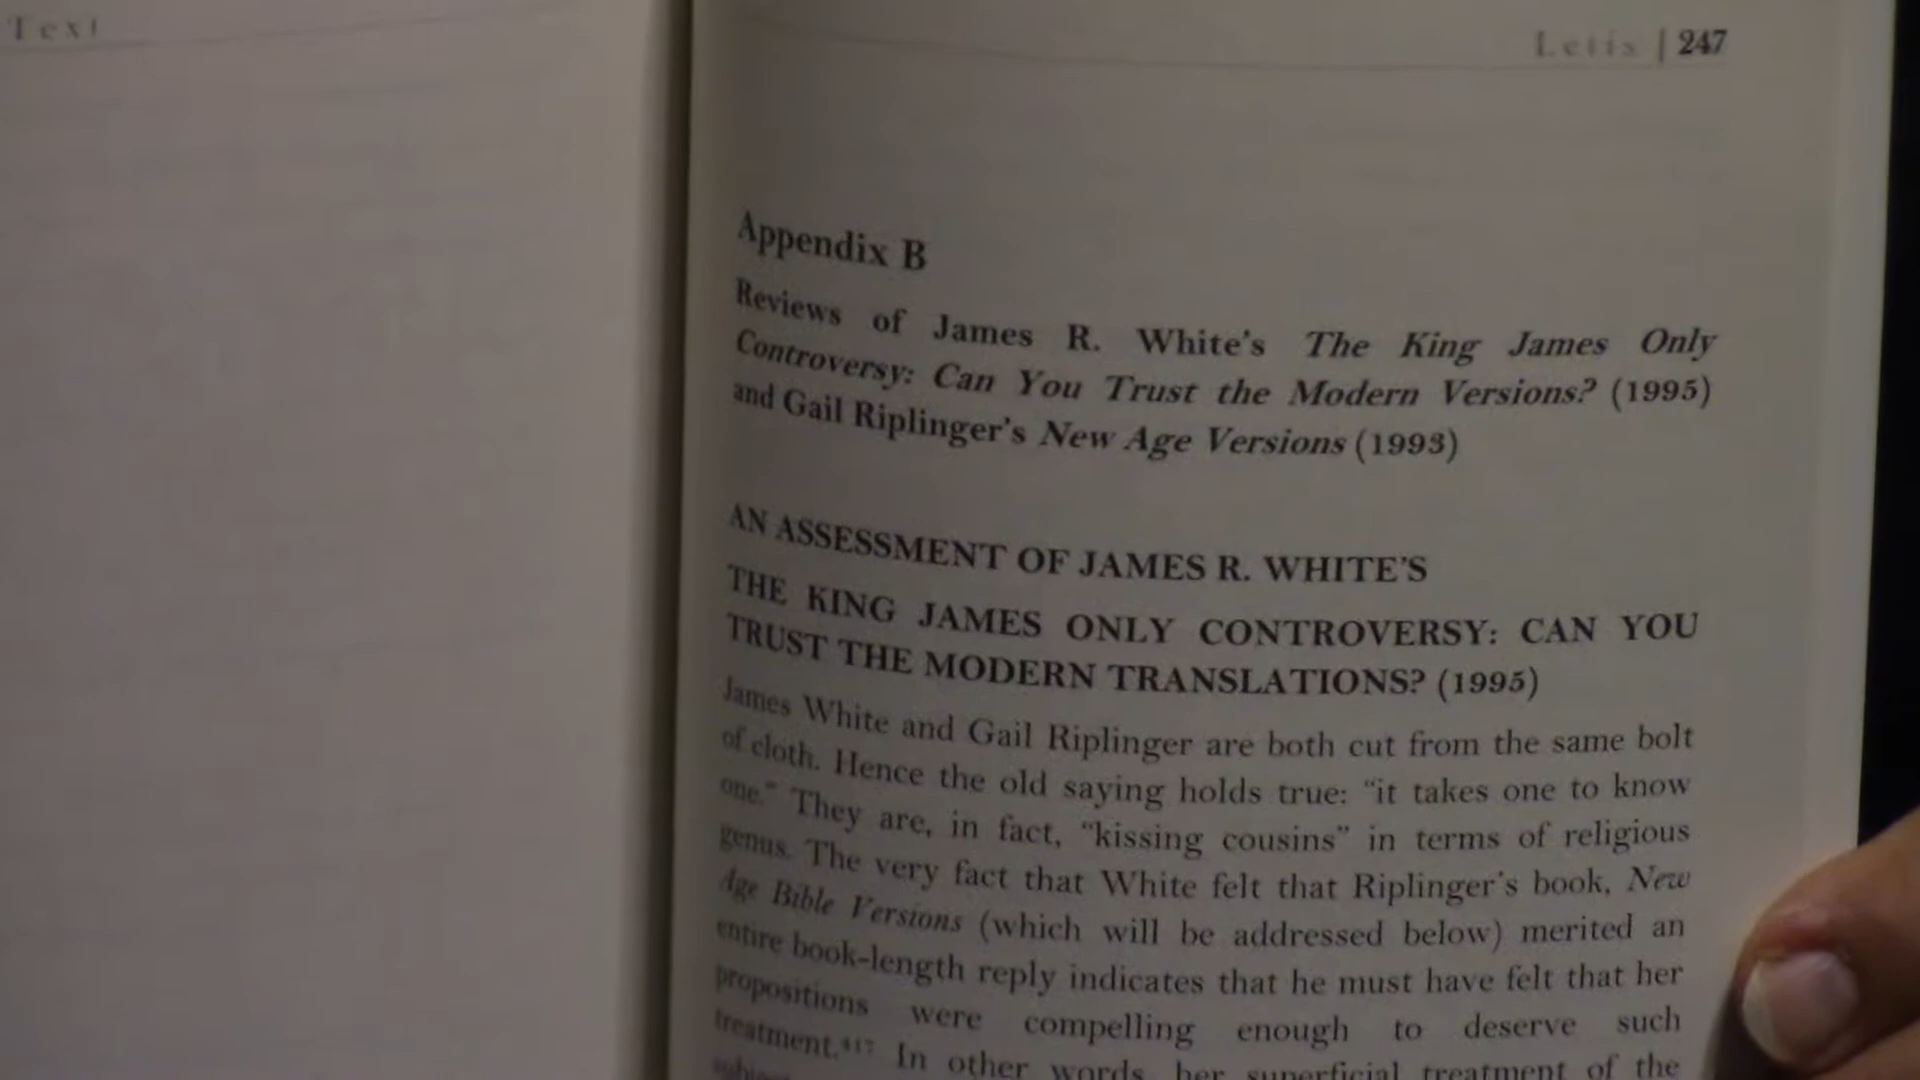 Text
Letis | 247
Appendix B
Reviews of James R. White's The King James Only
Controversy: Can You Trust the Modern Versions? (1995)
and Gail Riplinger's New Age Versions (1993)
AN ASSESSMENT OF JAMES R. WHITE'S
THE KING JAMES ONLY CONTROVERSY: CAN YOU
TRUST THE MODERN TRANSLATIONS? (1995)
James White and Gail Riplinger are both cut from the same bolt
of cloth. Hence the old saying holds true: “it takes one to know
one.” They are, in fact, “kissing cousins” in terms of religious
genus. The very fact that White felt that Riplinger's book, New
Age Bible Versions (which will be addressed below) merited an
entire book-length reply indicates that he must have felt that her
propositions were compelling enough to deserve such
treatment.417 In other words, her superficial treatment of the